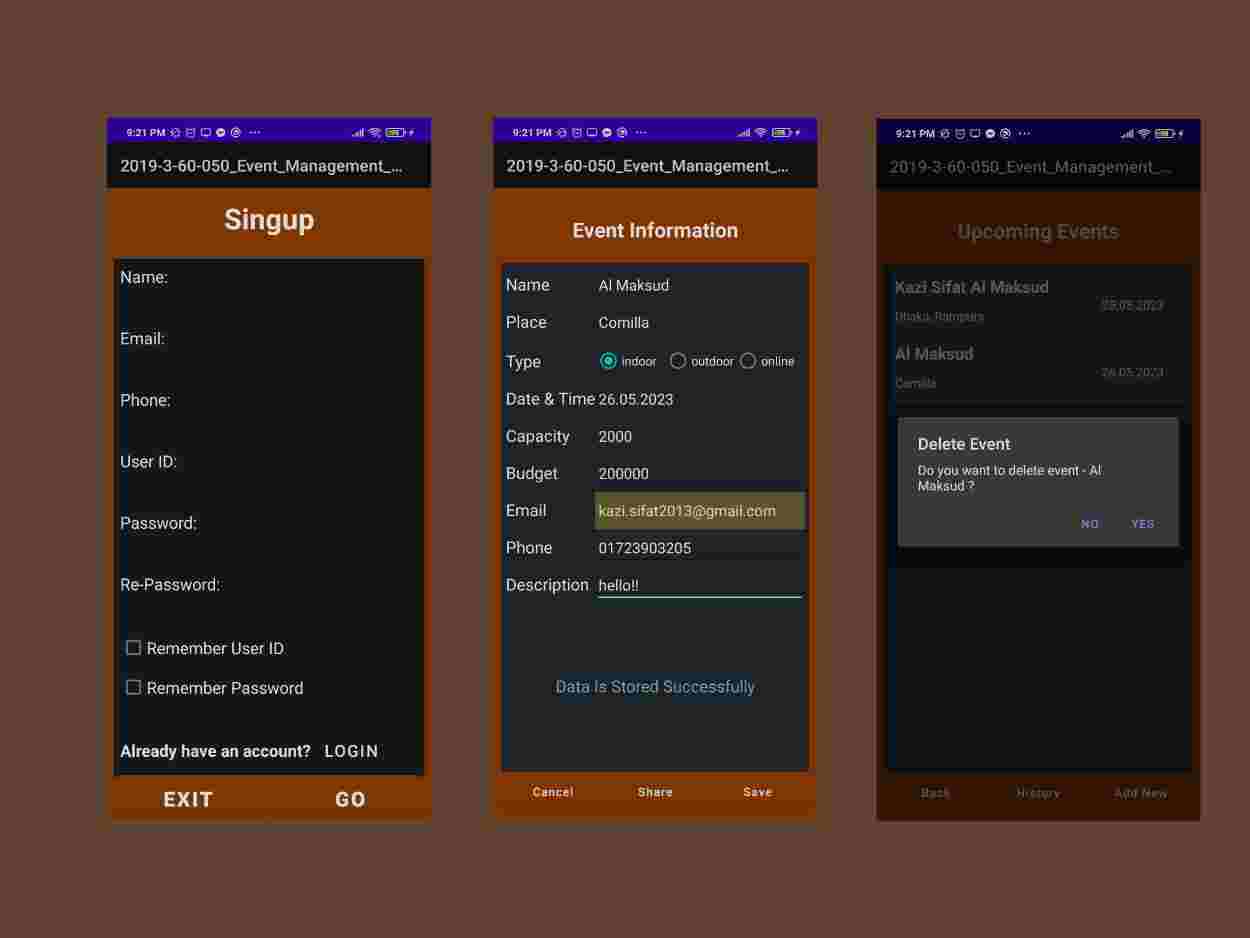 9:21 PM
2019-3-60-050_Event_Management_...
Singup
Name:
Email:
Phone:
User ID:
Password:
Re-Password:
Remember User ID
Remember Password
Already have an account? LOGIN
EXIT GO
9:21 PM
2019-3-60-050_Event_Management_...
Event Information
Name Al Maksud
Place Comilla
Type indoor outdoor online
Date & Time 26.05.2023
Capacity 2000
Budget 200000
Email kazi.sifat2013@gmail.com
Phone 01723903205
Description hello!!
Data Is Stored Successfully
Cancel Share Save
9:21 PM
2019-3-60-050_Event_Management_...
Upcoming Events
Kazi Sifat Al Maksud
Dhaka,Rampura
Al Maksud
26.05.2023
Comilla
Delete Event
Do you want to delete event - Al
Maksud ?
NO YES
Back History Add New